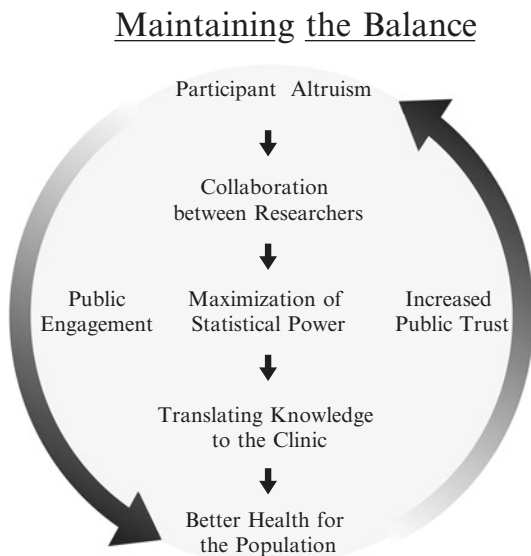 Maintaining the Balance
Participant Altruism
Collaboration
between Researchers
Public
Engagement
Maximization of
Statistical Power
Increased
Public Trust
Translating Knowledge
to the Clinic
Better Health for
the Population